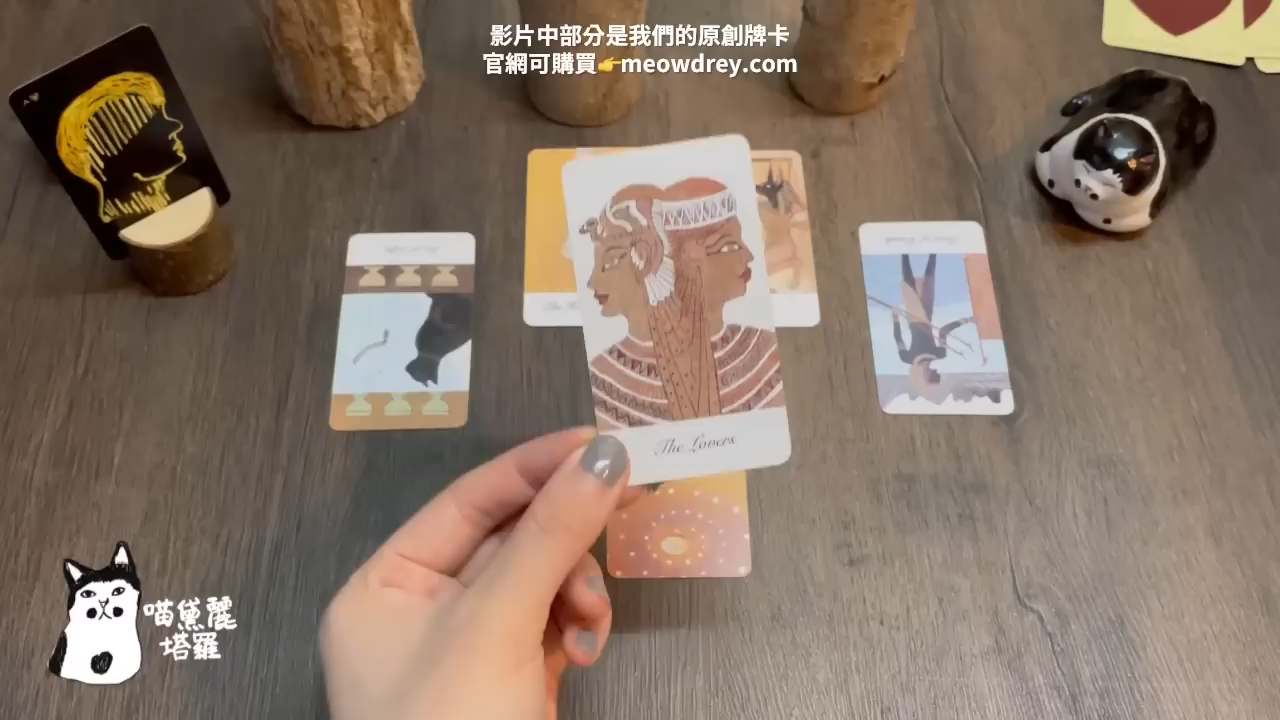 影片中部分是我們的原創牌卡
官網可購買👉meowdrey.com
The Lovers
喵黛麗
塔羅